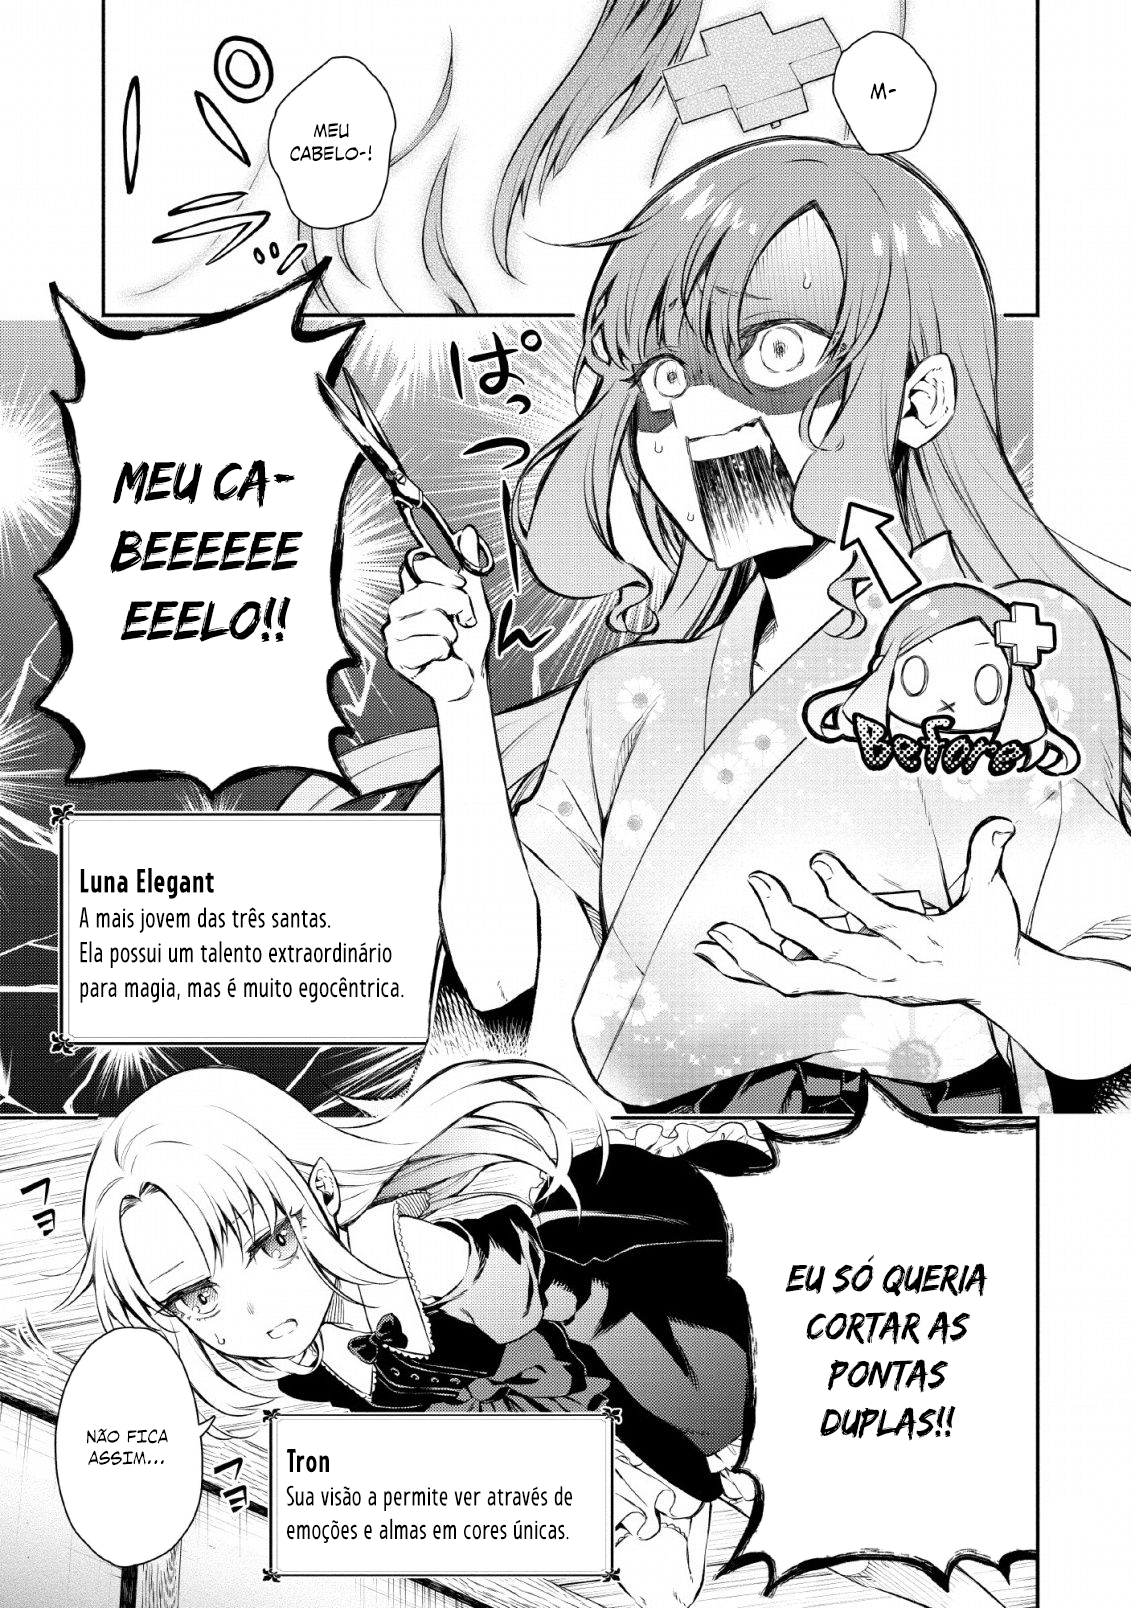 M-
MEU
CABELO-!
ぱっつーん
MEU CA-
BEEEEEE
EEELO!!
Before
Luna Elegant
A mais jovem das três santas.
Ela possui um talento extraordinário
para magia, mas é muito egocêntrica.
EU SÓ QUERIA
CORTAR AS
PONTAS
DUPLAS!!
ヨ
ヨ
NÃO FICA
ASSIM...
Tron
Sua visão a permite ver através de
emoções e almas em cores únicas.